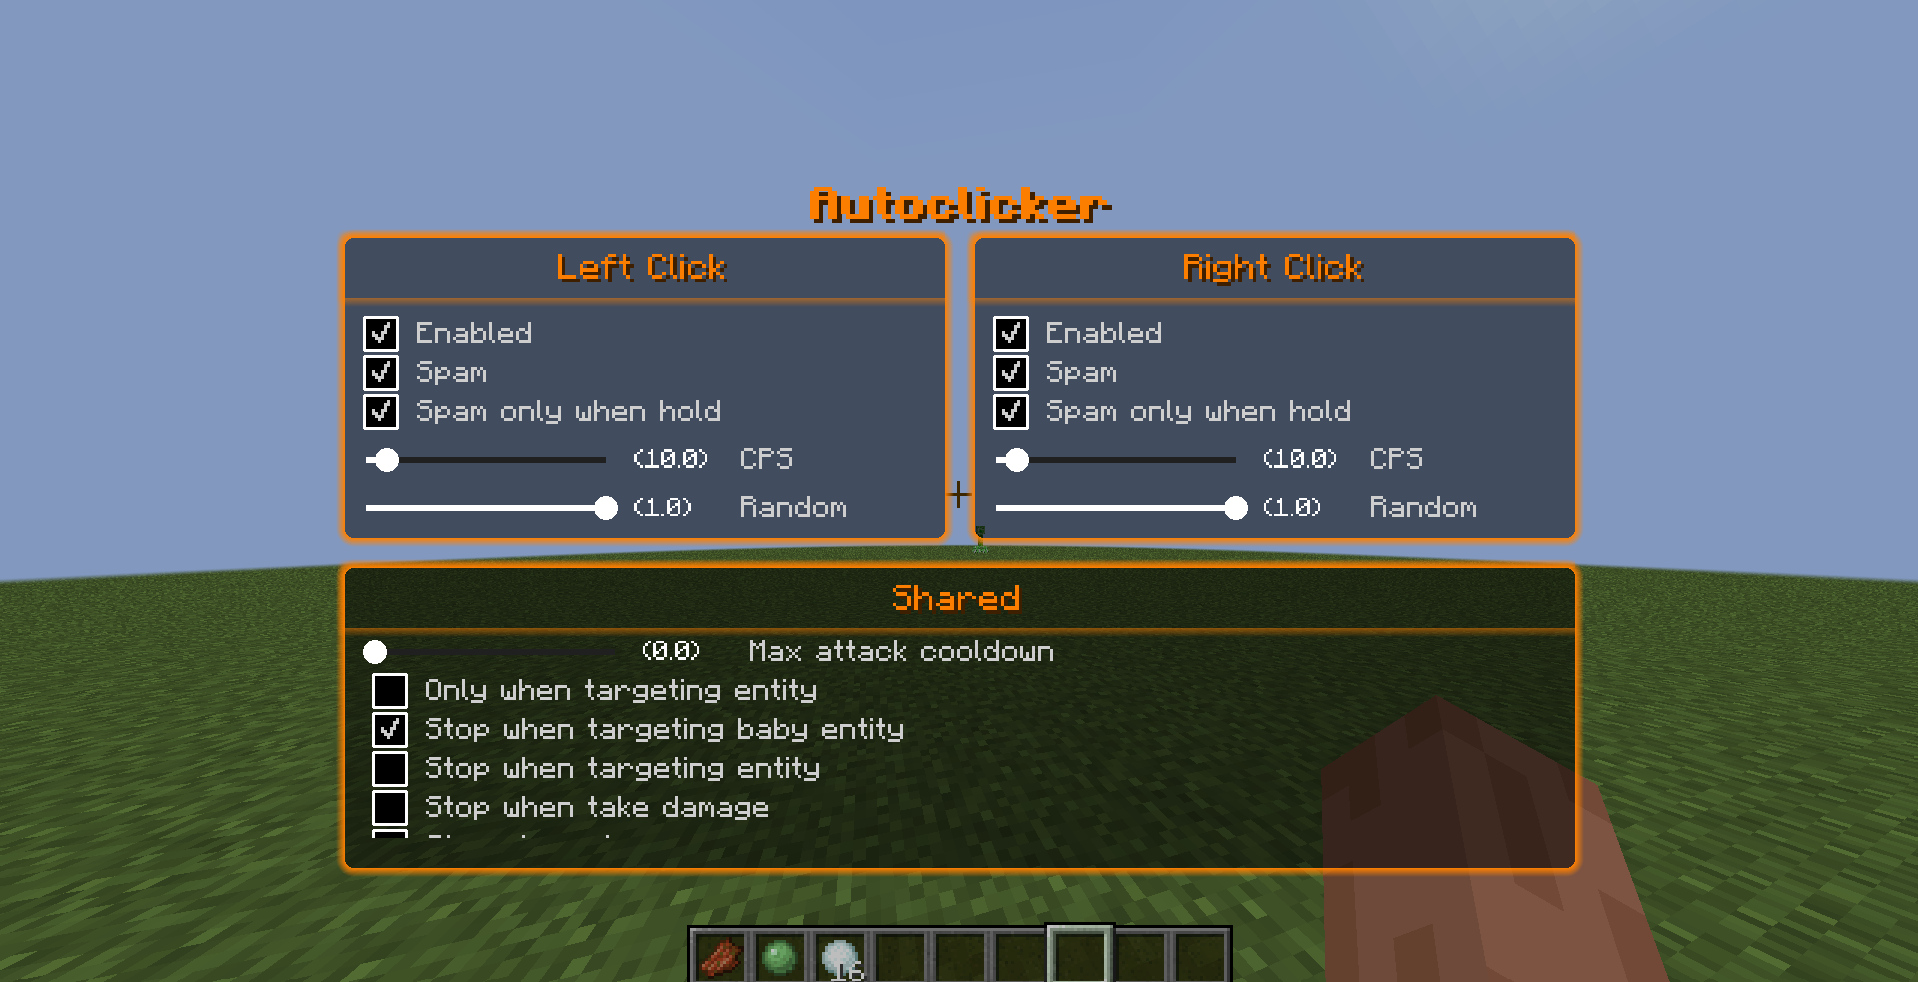 Autoclicker
Left Click
Enabled
Spam
Spam only when hold
(10.0) CPS
(1.0) Random
Right Click
Enabled
Spam
Spam only when hold
(10.0) CPS
(1.0) Random
Shared
(0.0) Max attack cooldown
Only when targeting entity
Stop when targeting baby entity
Stop when targeting entity
Stop when take damage
16